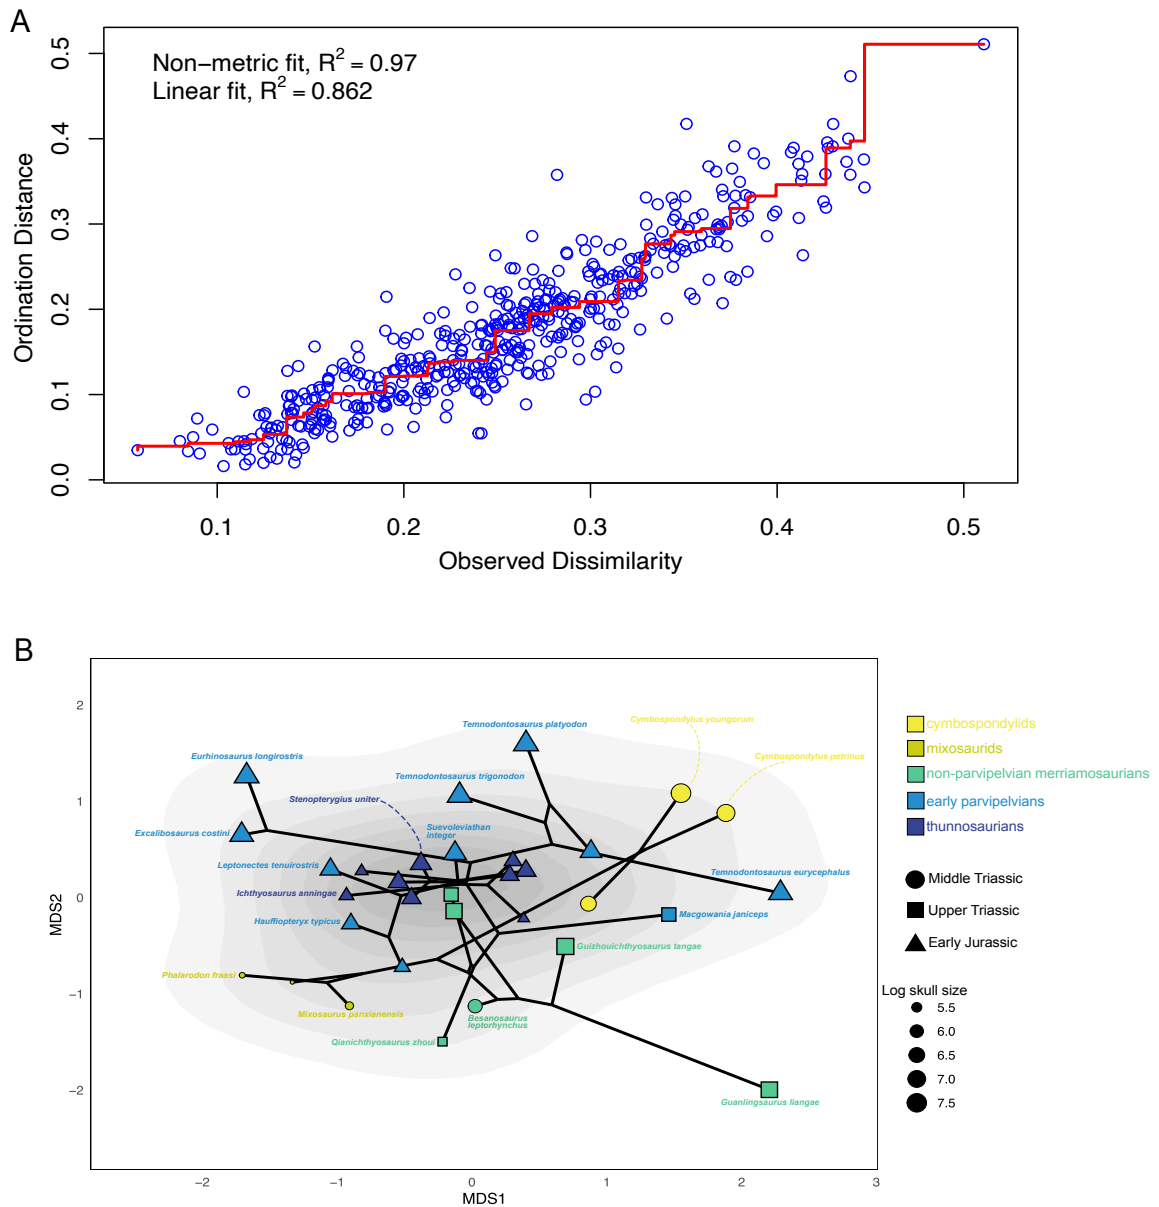 A
Non−metric fit, R2 = 0.97
Linear fit, R2 = 0.862
Ordination Distance
0.5
0.4
0.3
0.2
0.1
0.0
0.1 0.2 0.3 0.4 0.5
Observed Dissimilarity
B
MDS2
2
1
0
−1
−2
Temnodontosaurus platyodon
Cymbospondylus youngorum
Eurhinosaurus longirostris
Cymbospondylus petrinus
Temnodontosaurus trigonodon
Stenopterygius uniter
Excalibosaurus costini
Suevoleviathan
integer
Leptonectes tenuirostris
Temnodontosaurus eurycephalus
Ichthyosaurus anningae
Hauffiopteryx typicus
Macgowania janiceps
Guizhouichthyosaurus tangae
Phalarodon fraasi
Mixosaurus panxianensis
Besanosaurus
leptorhynchus
Qianichthyosaurus zhoui
Guanlingsaurus liangae
−2 −1 0 1 2 3
MDS1
cymbospondylids
mixosaurids
non-parvipelvian merriamosaurians
early parvipelvians
thunnosaurians
Middle Triassic
Upper Triassic
Early Jurassic
Log skull size
5.5
6.0
6.5
7.0
7.5